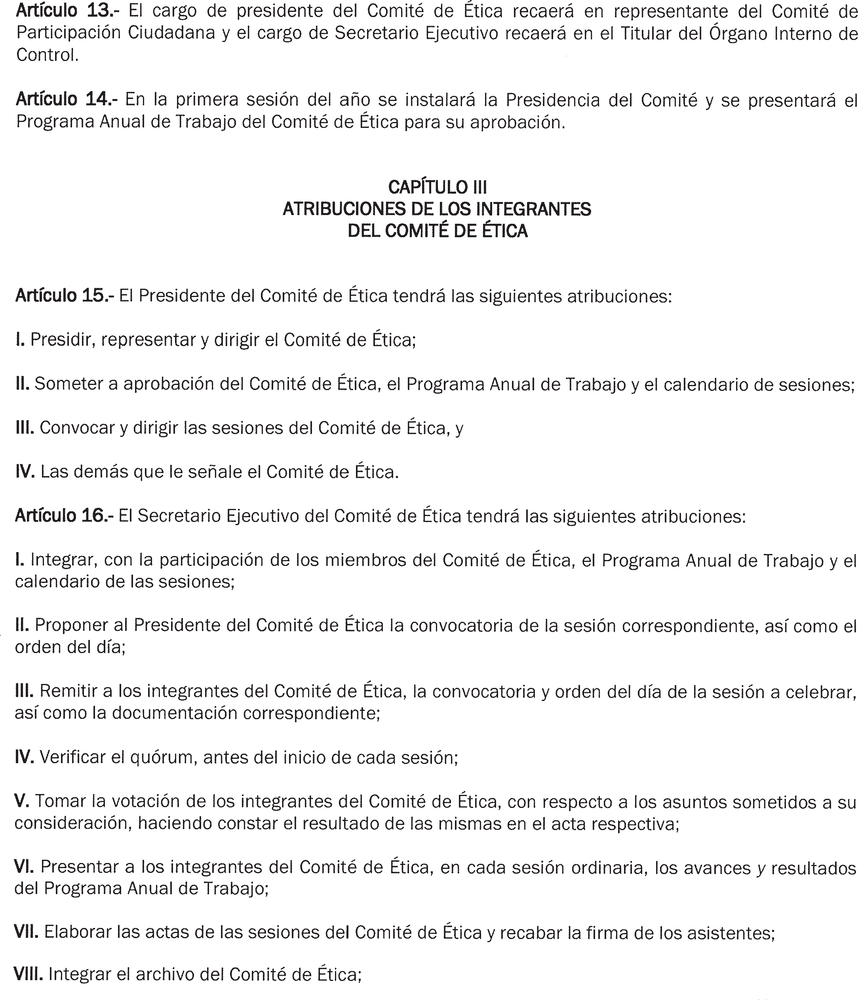 Artículo 13.- El cargo de presidente del Comité de Ética recaerá en representante del Comité de
Participación Ciudadana y el cargo de Secretario Ejecutivo recaerá en el Titular del Órgano Interno de
Control.
Artículo 14.- En la primera sesión del año se instalará la Presidencia del Comité y se presentará el
Programa Anual de Trabajo del Comité de Ética para su aprobación.
CAPÍTULO III
ATRIBUCIONES DE LOS INTEGRANTES
DEL COMITÉ DE ÉTICA
Artículo 15.- El Presidente del Comité de Ética tendrá las siguientes atribuciones:
I. Presidir, representar y dirigir el Comité de Ética;
II. Someter a aprobación del Comité de Ética, el Programa Anual de Trabajo y el calendario de sesiones;
III. Convocar y dirigir las sesiones del Comité de Ética, y
IV. Las demás que le señale el Comité de Ética.
Artículo 16.- El Secretario Ejecutivo del Comité de Ética tendrá las siguientes atribuciones:
I. Integrar, con la participación de los miembros del Comité de Ética, el Programa Anual de Trabajo y el
calendario de las sesiones;
II. Proponer al Presidente del Comité de Ética la convocatoria de la sesión correspondiente, así como el
orden del día;
III. Remitir a los integrantes del Comité de Ética, la convocatoria y orden del día de la sesión a celebrar,
así como la documentación correspondiente;
IV. Verificar el quórum, antes del inicio de cada sesión;
V. Tomar la votación de los integrantes del Comité de Ética, con respecto a los asuntos sometidos a su
consideración, haciendo constar el resultado de las mismas en el acta respectiva;
VI. Presentar a los integrantes del Comité de Ética, en cada sesión ordinaria, los avances y resultados
del Programa Anual de Trabajo;
VII. Elaborar las actas de las sesiones del Comité de Ética y recabar la firma de los asistentes;
VIII. Integrar el archivo del Comité de Ética;